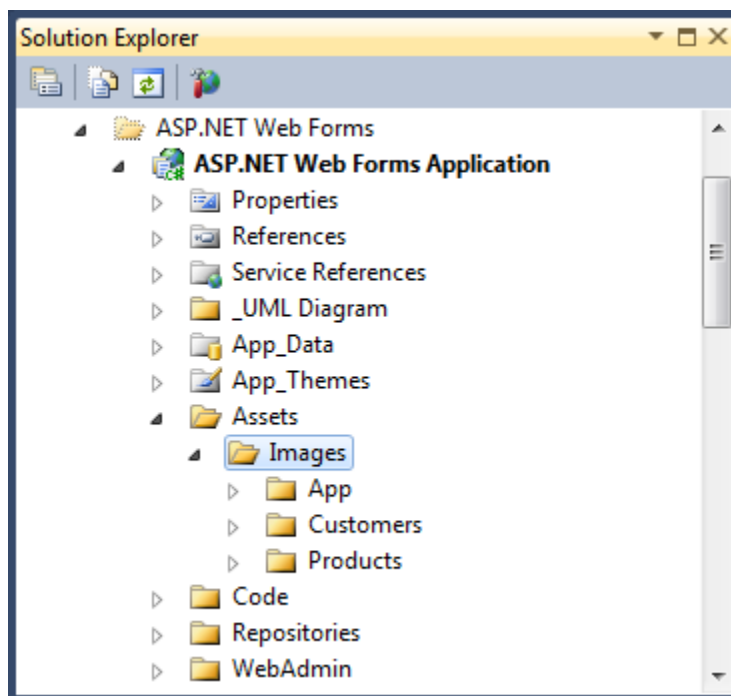 Solution Explorer
ASP.NET Web Forms
ASP.NET Web Forms Application
Properties
References
Service References
_UML Diagram
App_Data
App_Themes
Assets
Images
App
Customers
Products
Code
Repositories
WebAdmin